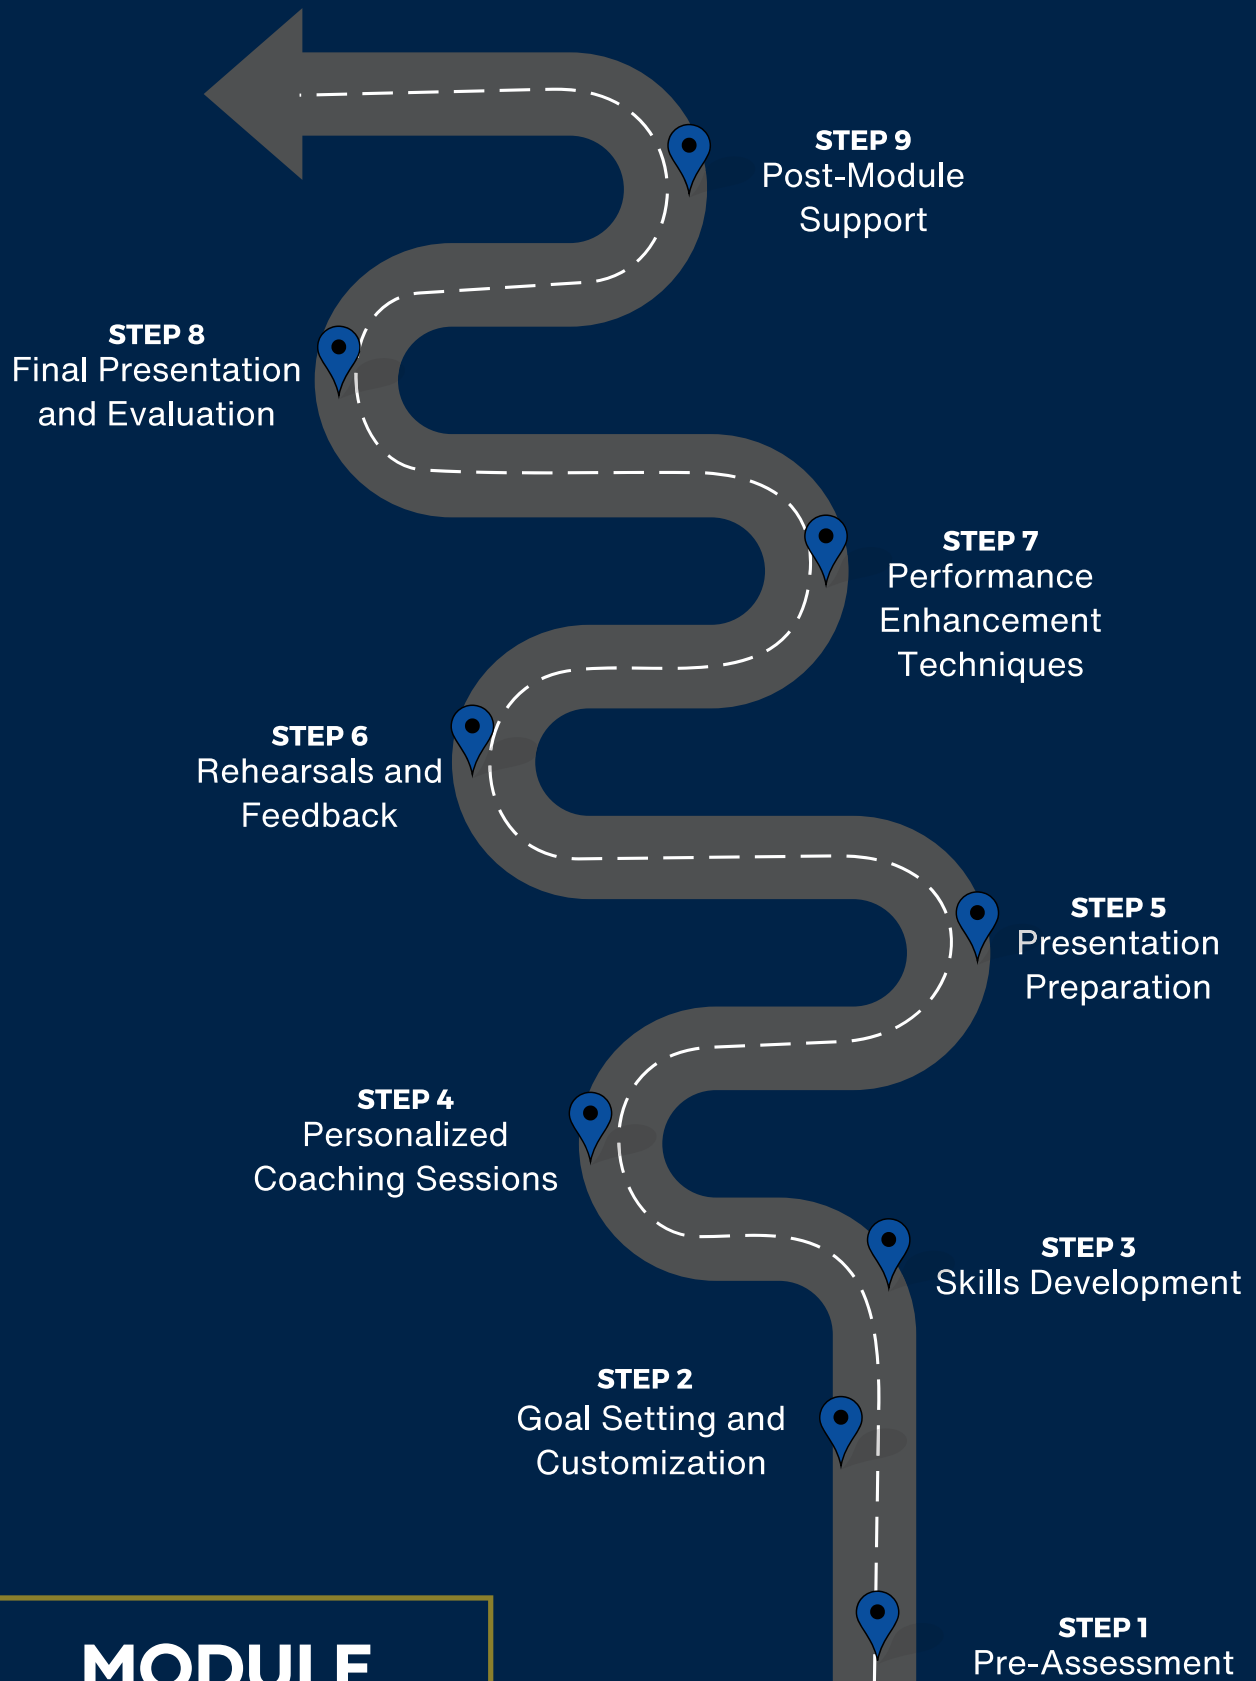 STEP 9
Post-Module
Support
STEP 8
Final Presentation
and Evaluation
STEP 7
Performance
Enhancement
Techniques
STEP 6
Rehearsals and
Feedback
STEP 5
Presentation
Preparation
STEP 4
Personalized
Coaching Sessions
STEP 3
Skills Development
STEP 2
Goal Setting and
Customization
STEP 1
Pre-Assessment
MODULE